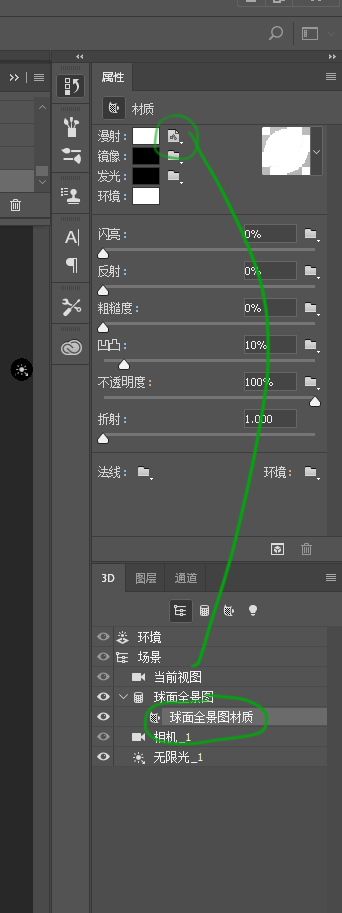 属性
材质
漫射：
镜像：
发光：
环境：
闪亮： 0%
反射： 0%
粗糙度： 0%
凹凸： 10%
不透明度： 100%
折射： 1.000
法线： 环境：
3D 图层 通道
环境
场景
当前视图
球面全景图
球面全景图材质
相机_1
无限光_1